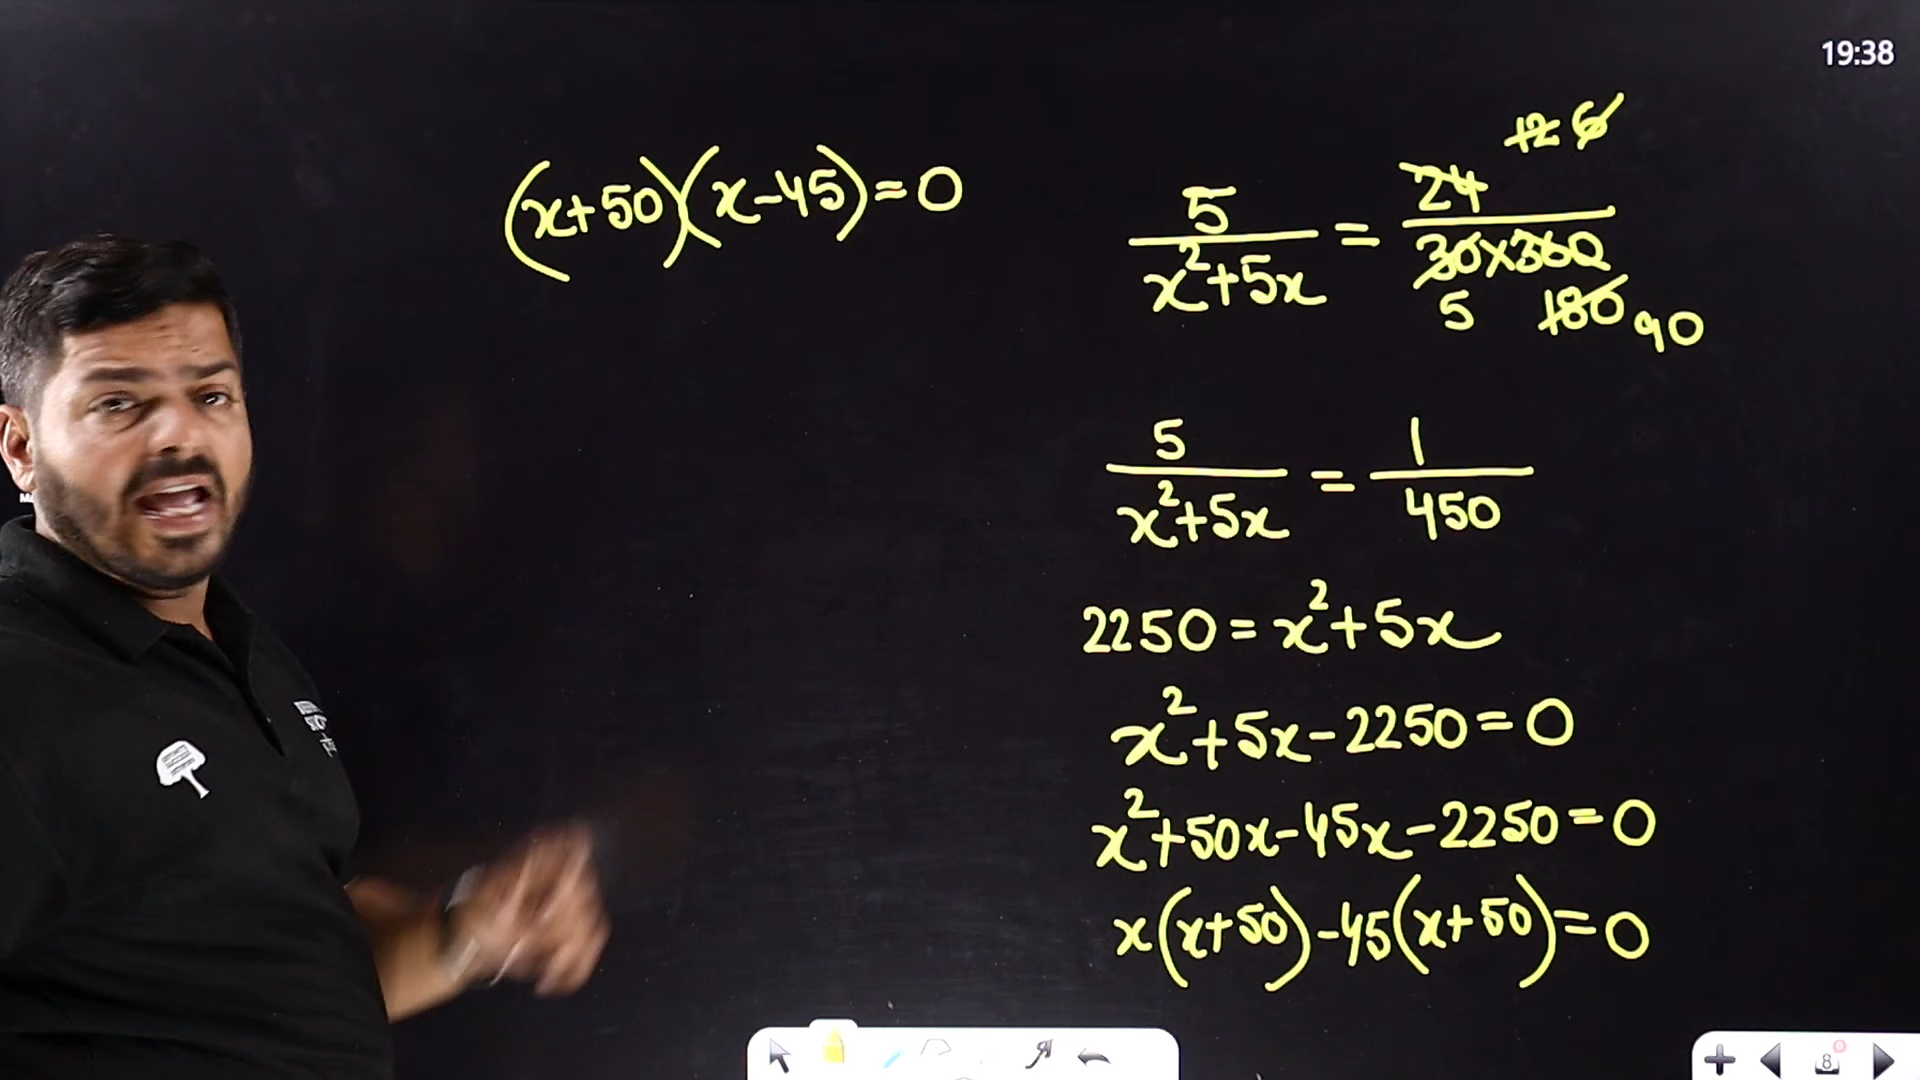 19:38
(x+50)(x-45)=0
12 6
5/(x²+5x) = 24/(30×360)
5 180 90
5/(x²+5x) = 1/450
2250=x²+5x
x²+5x-2250=0
x²+50x-45x-2250=0
x(x+50)-45(x+50)=0
8